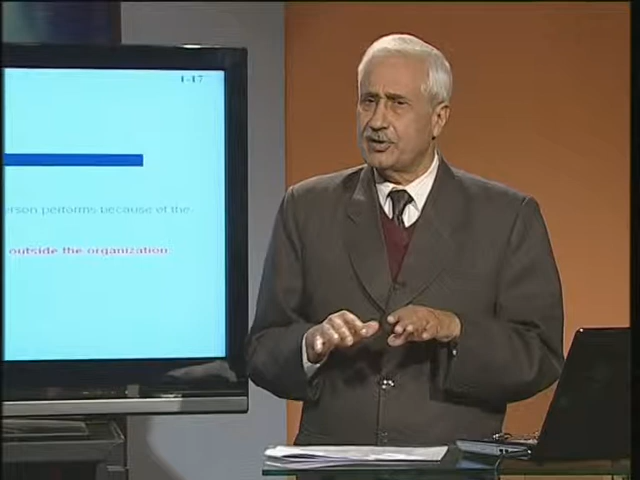 1-17
erson performs because of the
outside the organization